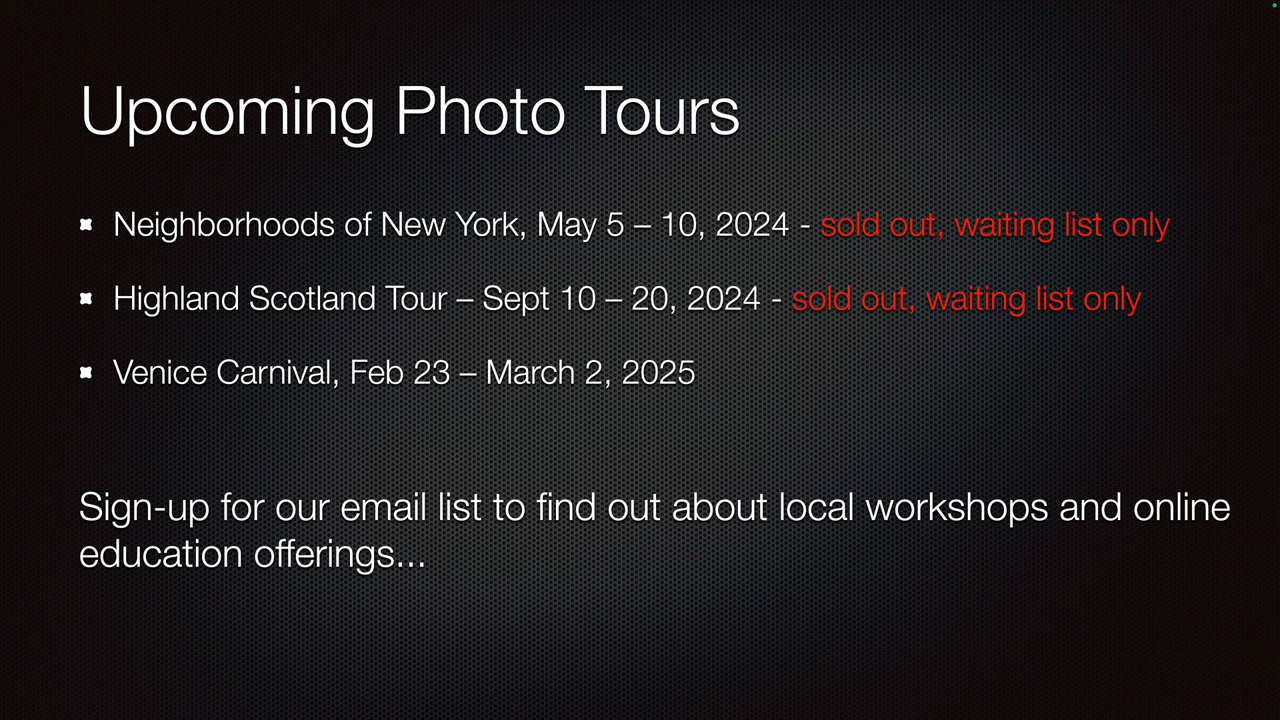 Upcoming Photo Tours
Neighborhoods of New York, May 5 – 10, 2024 - sold out, waiting list only
Highland Scotland Tour – Sept 10 – 20, 2024 - sold out, waiting list only
Venice Carnival, Feb 23 – March 2, 2025
Sign-up for our email list to find out about local workshops and online
education offerings...